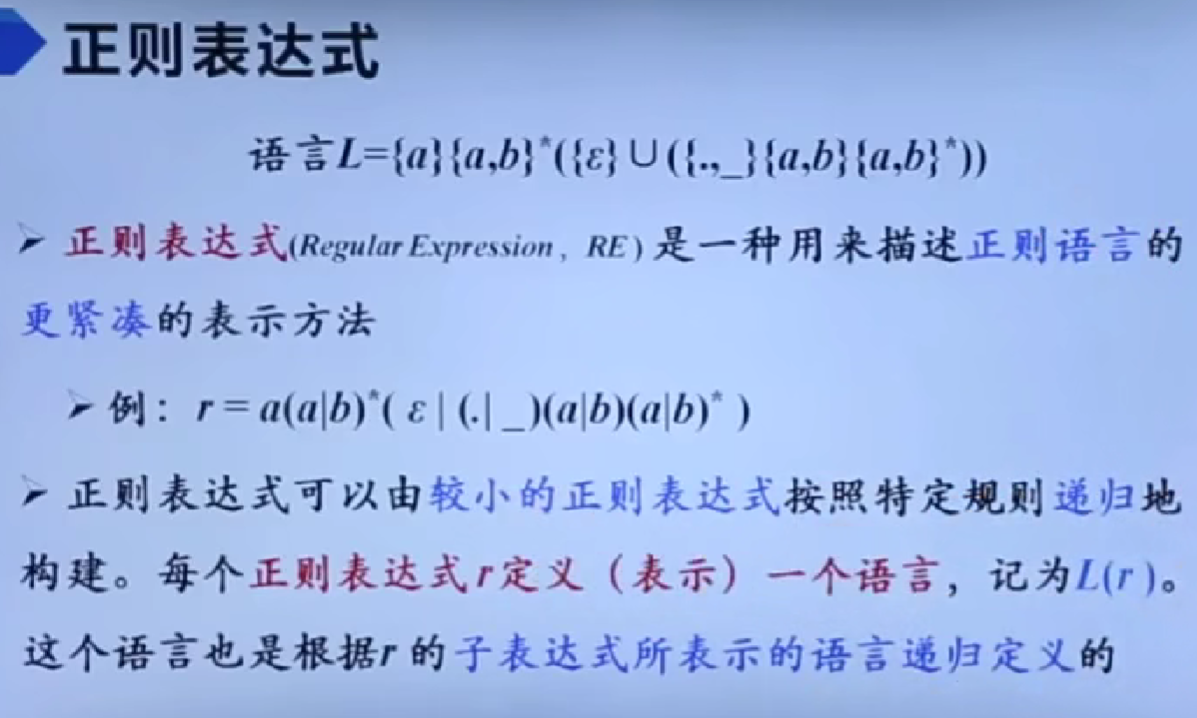 正则表达式
语言L={a}{a,b}*({ε}∪({.,_}{a,b}{a,b}*))
➢ 正则表达式(Regular Expression, RE)是一种用来描述正则语言的
更紧凑的表示方法
➢ 例：r = a(a|b)*( ε | (.| _)(a|b)(a|b)* )
➢ 正则表达式可以由较小的正则表达式按照特定规则递归地
构建。每个正则表达式r定义（表示）一个语言，记为L(r)。
这个语言也是根据r 的子表达式所表示的语言递归定义的